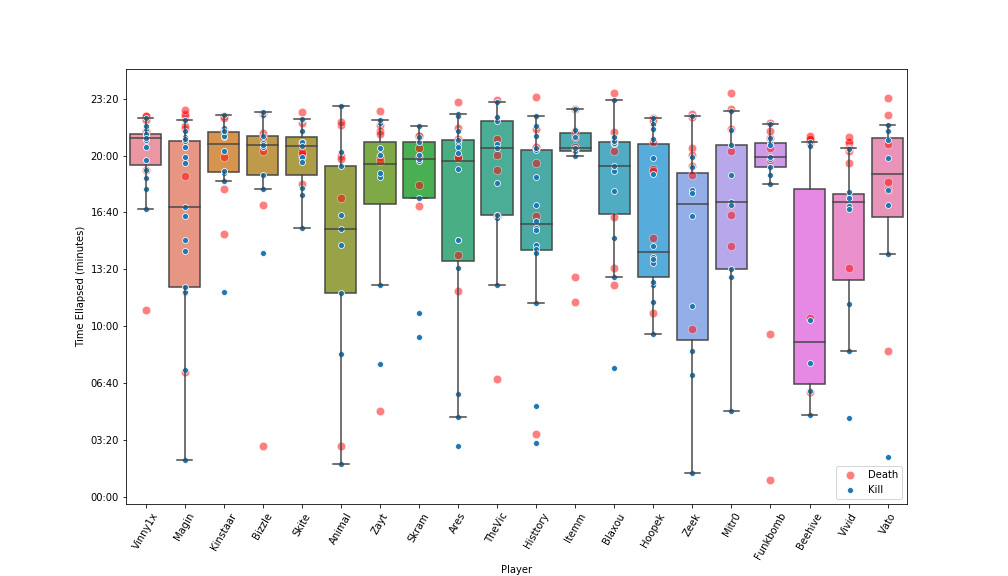 Time Ellapsed (minutes)
23:20
20:00
16:40
13:20
10:00
06:40
03:20
00:00
Death
Kill
Vinny1x
Magin
Kinstaar
Bizzle
Skite
Animal
Zayt
Skram
Ares
TheVic
Histtory
Itemm
Blaxou
Hoopek
Zeek
Mitr0
Funkbomb
Beehive
Vivid
Vato
Player